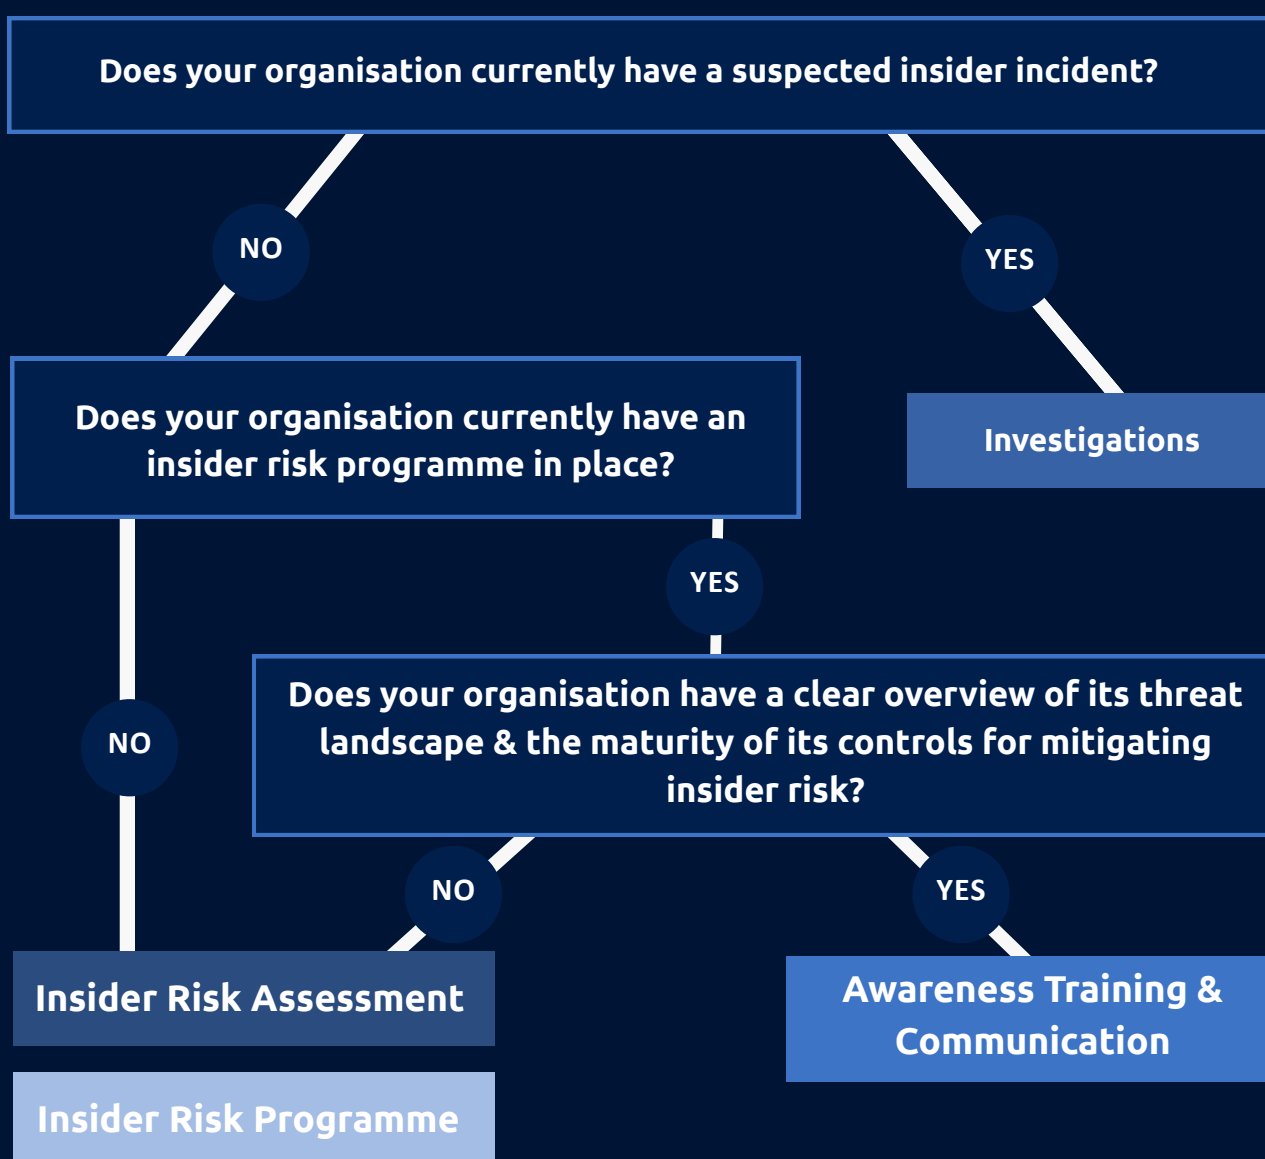 Does your organisation currently have a suspected insider incident?
NO
YES
Does your organisation currently have an
insider risk programme in place?
Investigations
YES
Does your organisation have a clear overview of its threat
landscape & the maturity of its controls for mitigating
insider risk?
NO
NO
YES
Insider Risk Assessment
Awareness Training &
Communication
Insider Risk Programme